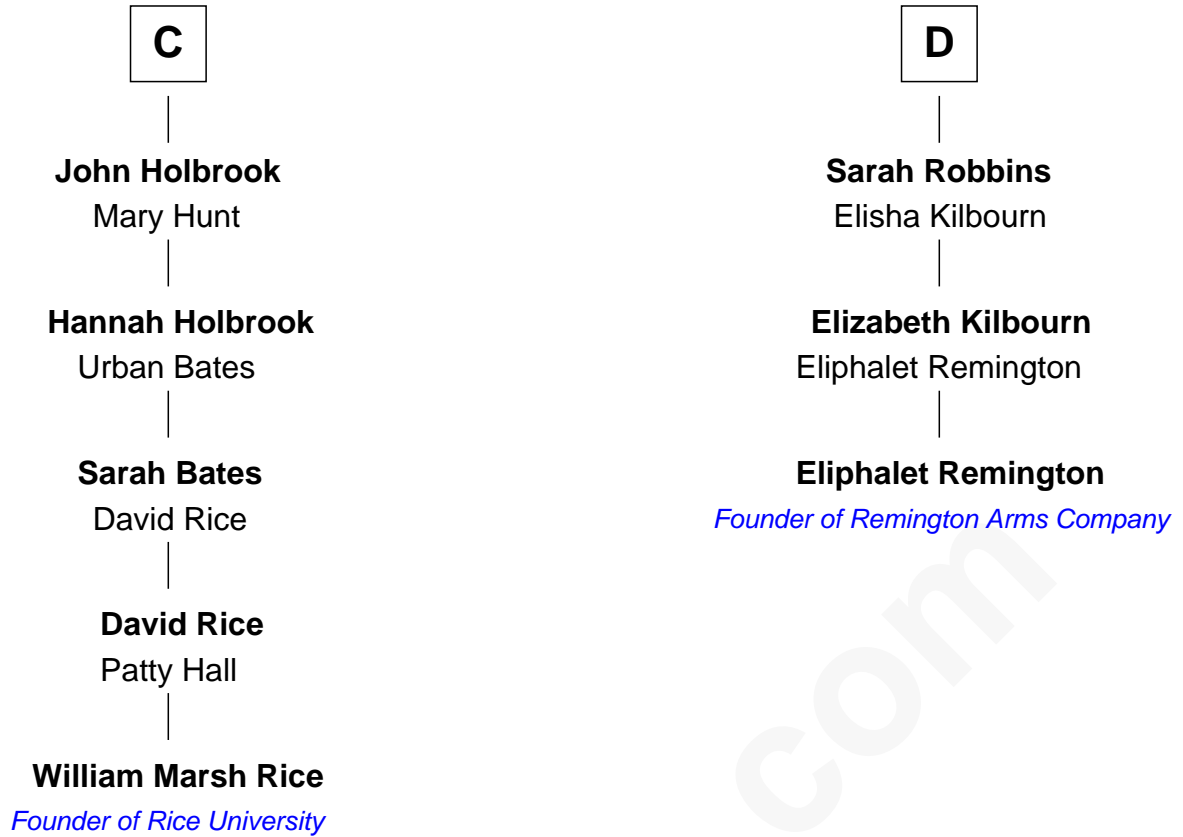 C
John Holbrook
Mary Hunt
Hannah Holbrook
Urban Bates
Sarah Bates
David Rice
David Rice
Patty Hall
William Marsh Rice
Founder of Rice University
D
Sarah Robbins
Elisha Kilbourn
Elizabeth Kilbourn
Eliphalet Remington
Eliphalet Remington
Founder of Remington Arms Company
com